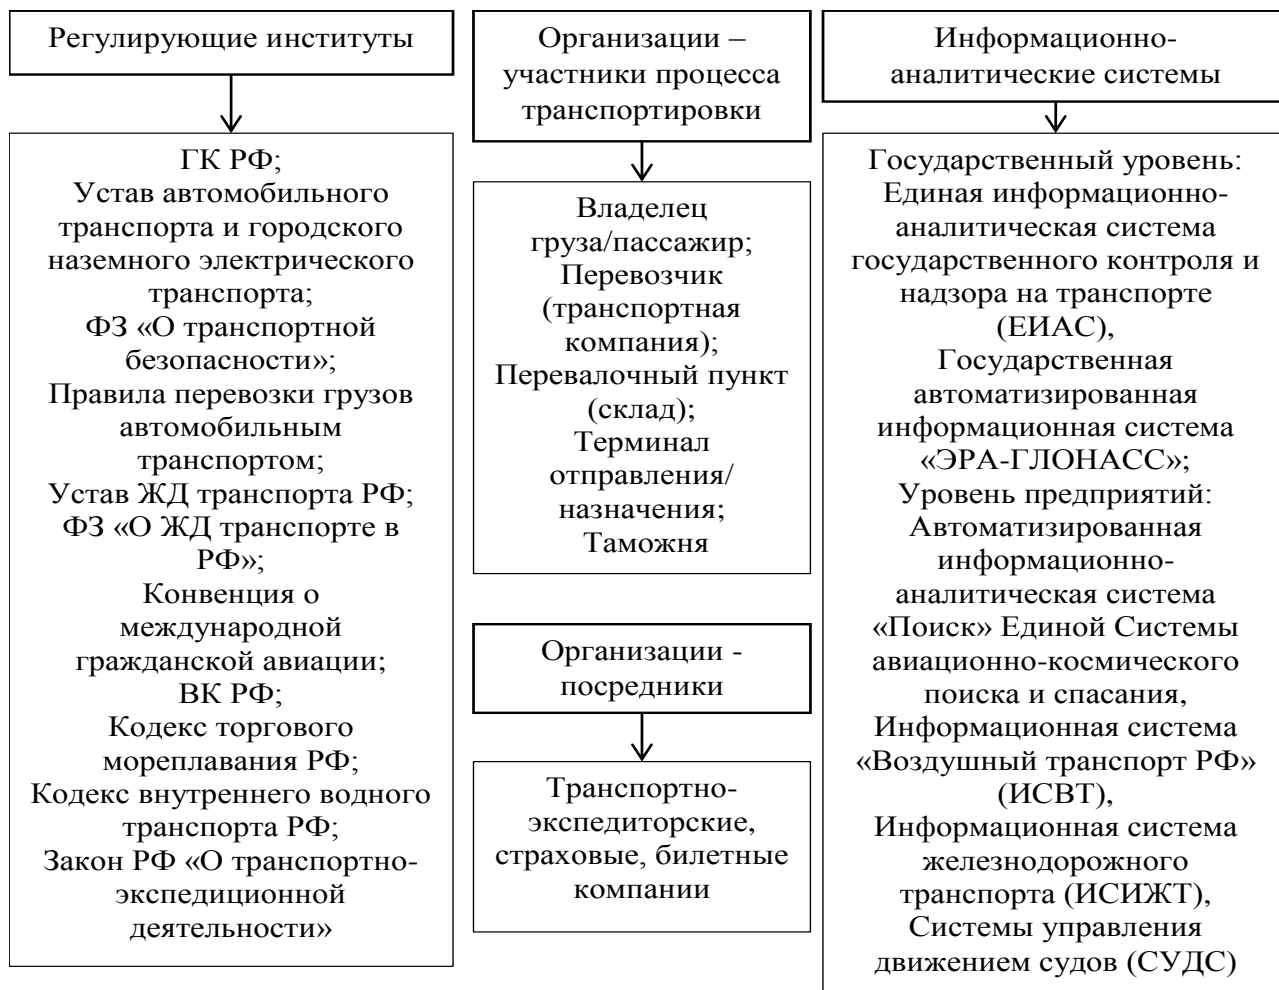 Регулирующие институты
ГК РФ;
Устав автомобильного
транспорта и городского
наземного электрического
транспорта;
ФЗ «О транспортной
безопасности»;
Правила перевозки грузов
автомобильным
транспортом;
Устав ЖД транспорта РФ;
ФЗ «О ЖД транспорте в
РФ»;
Конвенция о
международной
гражданской авиации;
ВК РФ;
Кодекс торгового
мореплавания РФ;
Кодекс внутреннего водного
транспорта РФ;
Закон РФ «О транспортно-
экспедиционной
деятельности»
Организации –
участники процесса
транспортировки
Владелец
груза/пассажир;
Перевозчик
(транспортная
компания);
Перевалочный пункт
(склад);
Терминал
отправления/
назначения;
Таможня
Организации -
посредники
Транспортно-
экспедиторские,
страховые, билетные
компании
Информационно-
аналитические системы
Государственный уровень:
Единая информационно-
аналитическая система
государственного контроля и
надзора на транспорте
(ЕИАС),
Государственная
автоматизированная
информационная система
«ЭРА-ГЛОНАСС»;
Уровень предприятий:
Автоматизированная
информационно-
аналитическая система
«Поиск» Единой Системы
авиационно-космического
поиска и спасания,
Информационная система
«Воздушный транспорт РФ»
(ИСВТ),
Информационная система
железнодорожного
транспорта (ИСИЖТ),
Системы управления
движением судов (СУДС)